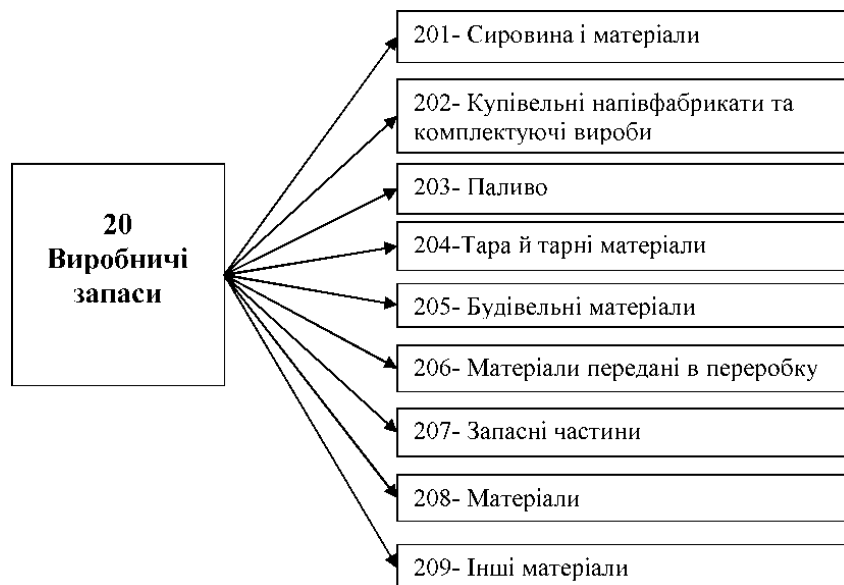 20
Виробничі
запаси
201- Сировина і матеріали
202- Купівельні напівфабрикати та
комплектуючі вироби
203- Паливо
204-Тара й тарні матеріали
205- Будівельні матеріали
206- Матеріали передані в переробку
207- Запасні частини
208- Матеріали
209- Інші матеріали